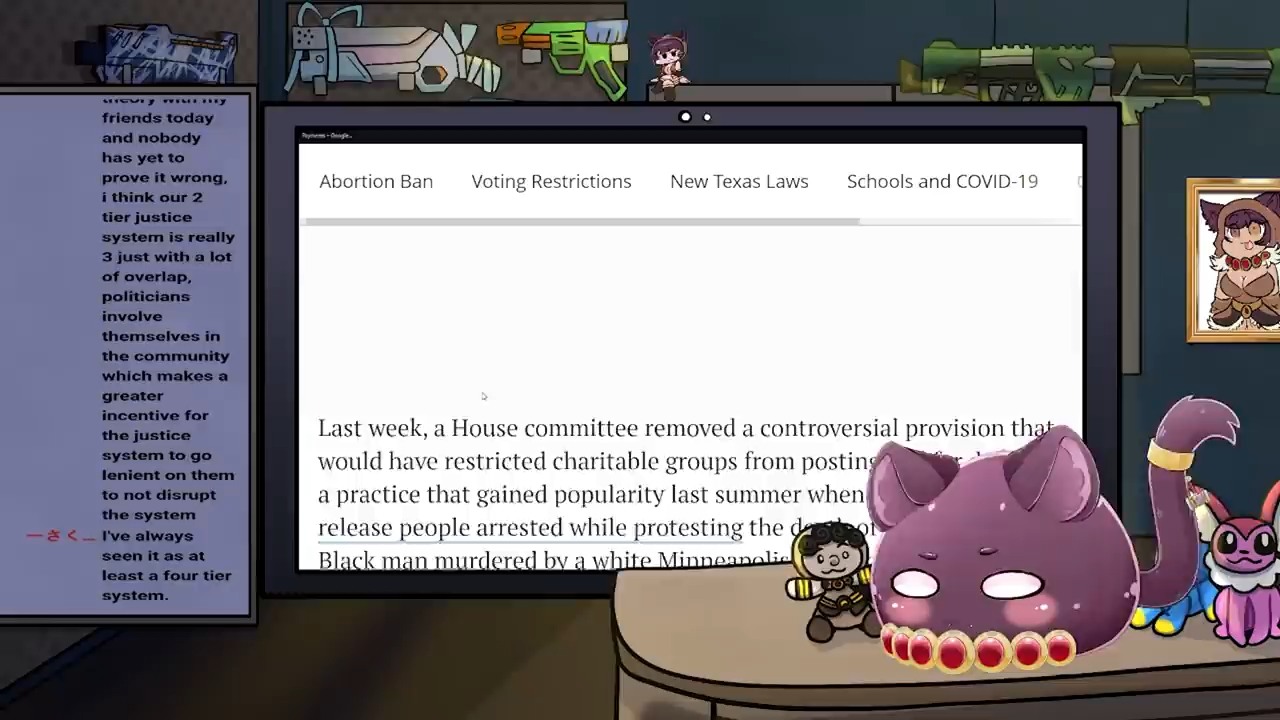 theory with my
friends today
and nobody
has yet to
prove it wrong,
i think our 2
tier justice
system is really
3 just with a lot
of overlap,
politicians
involve
themselves in
the community
which makes a
greater
incentive for
the justice
system to go
lenient on them
to not disrupt
the system
ーさく... I've always
seen it as at
least a four tier
system.
Abortion Ban Voting Restrictions New Texas Laws Schools and COVID-19
Last week, a House committee removed a controversial provision that
would have restricted charitable groups from posting
a practice that gained popularity last summer when
release people arrested while protesting the
Black man murdered by a white Minneapolis